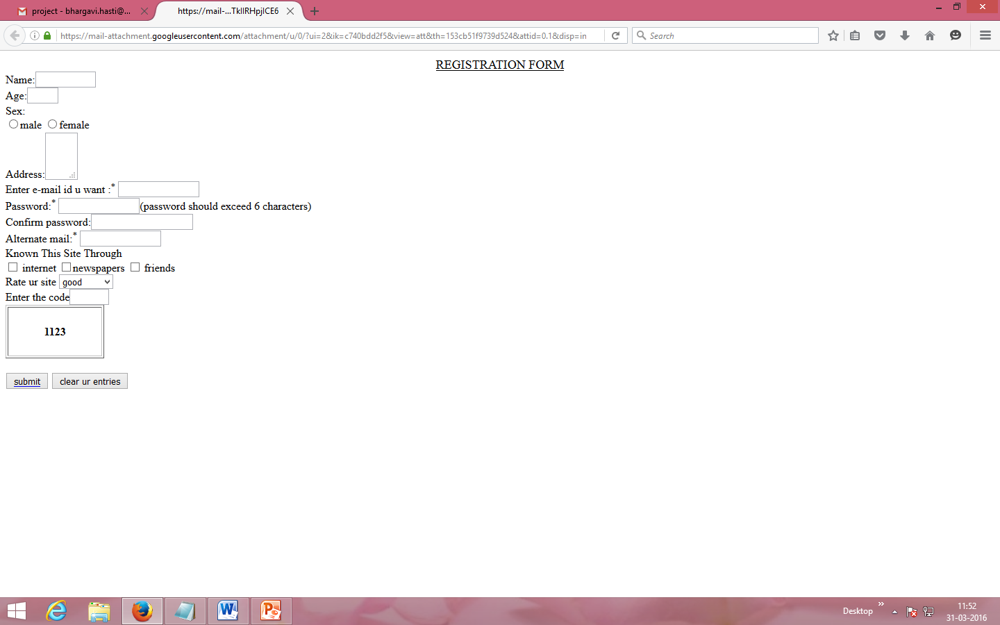 project - bhargavi.hasti@...
https://mail-...TkIIRHpjICE6
https://mail-attachment.googleusercontent.com/attachment/u/0/?ui=2&ik=c740bdd2f5&view=att&th=153cb51f9739d524&attid=0.1&disp=in
Search
REGISTRATION FORM
Name:
Age:
Sex:
male female
Address:
Enter e-mail id u want :*
Password:* (password should exceed 6 characters)
Confirm password:
Alternate mail:*
Known This Site Through
internet newspapers friends
Rate ur site good
Enter the code
1123
submit clear ur entries
Desktop
11:52
31-03-2016